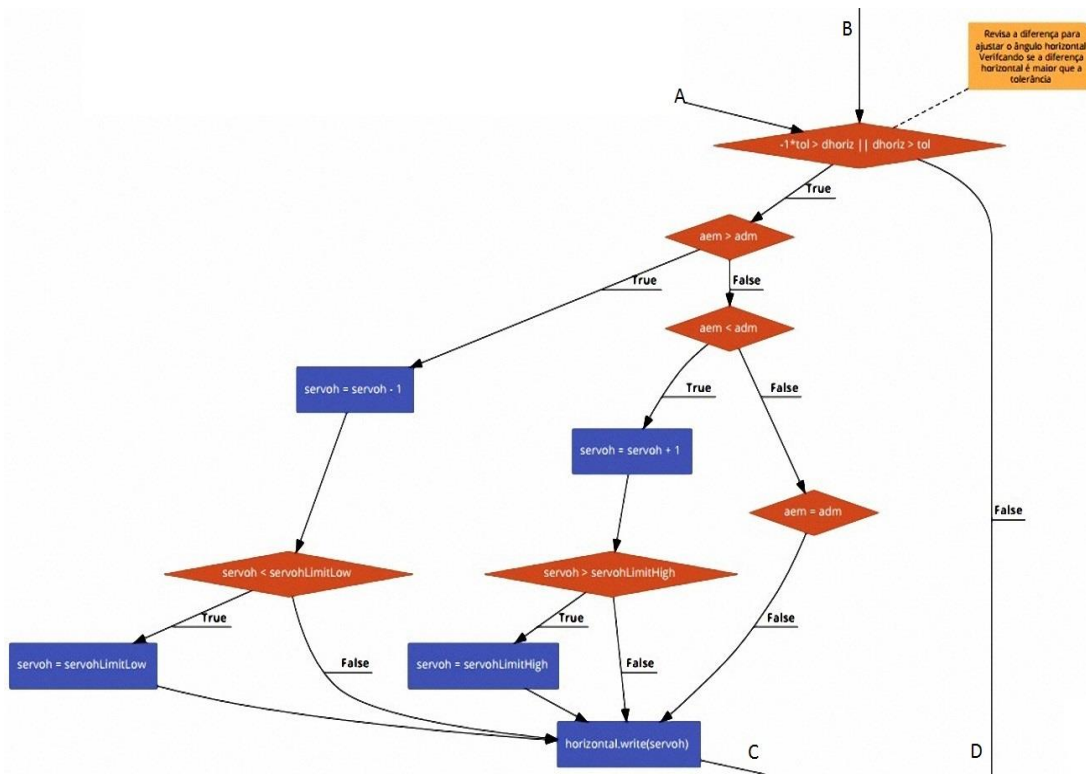 B
Revisa a diferença para
ajustar o ângulo horizontal.
Verifcando se a diferença
horizontal é maior que a
tolerância
A
-1*tol > dhoriz || dhoriz > tol
True
aem > adm
True
False
aem < adm
servoh = servoh - 1
True
False
servoh = servoh + 1
aem = adm
False
servoh < servohLimitLow
servoh > servohLimitHigh
True
True
False
servoh = servohLimitLow
servoh = servohLimitHigh
False
False
horizontal.write(servoh)
C
D